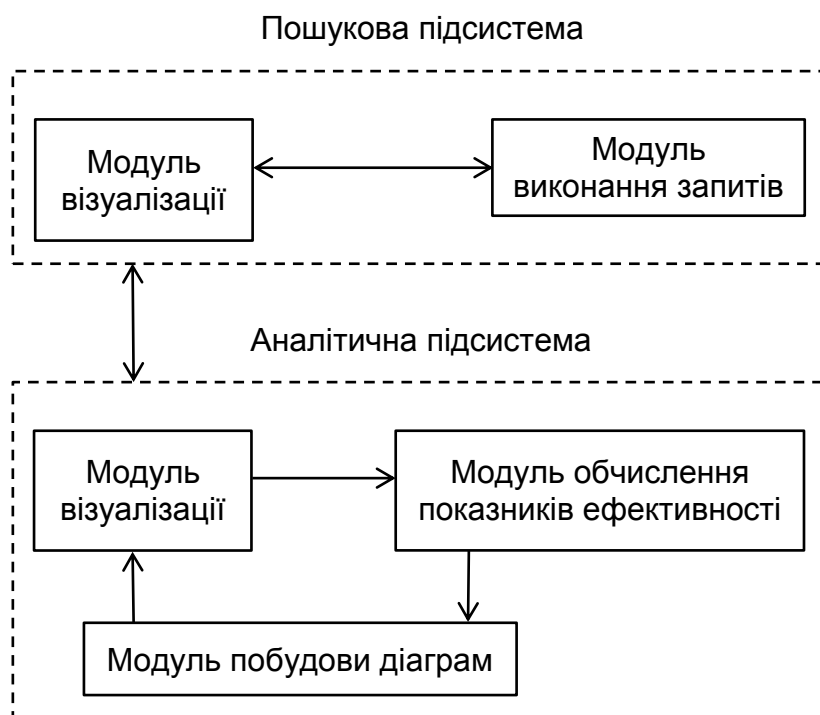 Пошукова підсистема
Модуль
візуалізації
Модуль
виконання запитів
Аналітична підсистема
Модуль
візуалізації
Модуль обчислення
показників ефективності
Модуль побудови діаграм